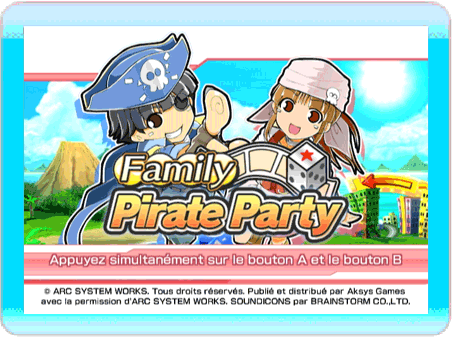 Family
Pirate Party
Appuyez simultanément sur le bouton A et le bouton B
© ARC SYSTEM WORKS. Tous droits réservés. Publié et distribué par Aksys Games
avec la permission d'ARC SYSTEM WORKS. SOUNDICONS par BRAINSTORM CO.,LTD.